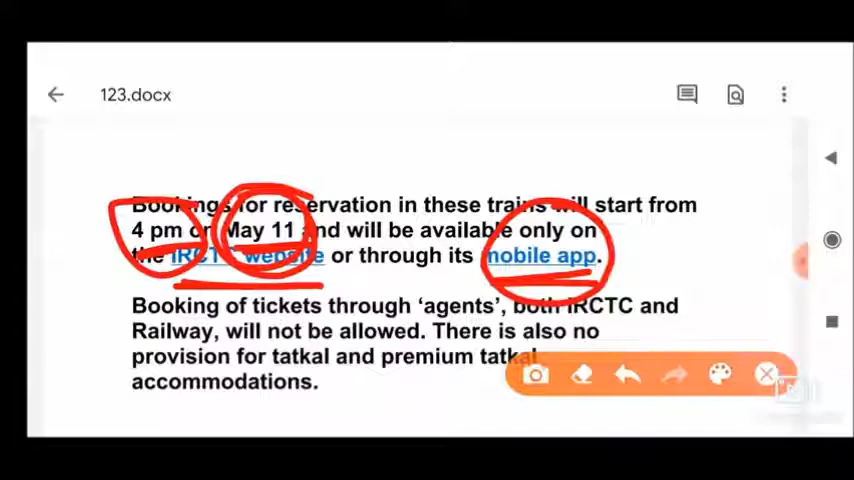 123.docx
Bookings for reservation in these trains will start from
4 pm on May 11 and will be available only on
the IRCTC website or through its mobile app.
Booking of tickets through ‘agents’, both IRCTC and
Railway, will not be allowed. There is also no
provision for tatkal and premium tatkal
accommodations.